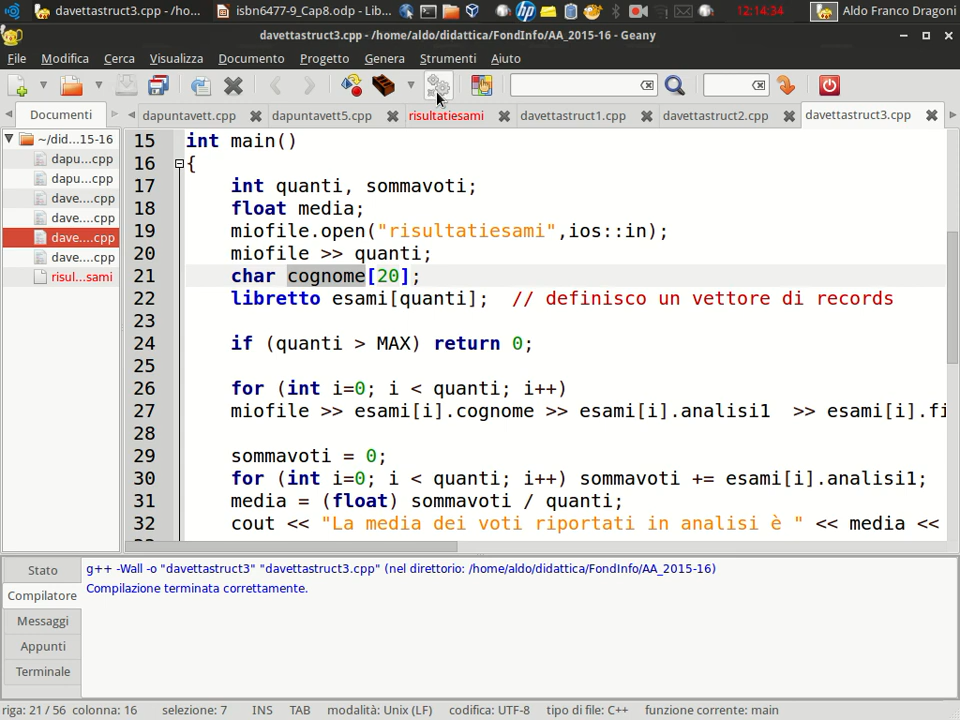 davettastruct3.cpp - /ho...
isbn6477-9_Cap8.odp - Lib...
12:14:34
Aldo Franco Dragoni
davettastruct3.cpp - /home/aldo/didattica/FondInfo/AA_2015-16 - Geany
File Modifica Cerca Visualizza Documento Progetto Genera Strumenti Aiuto
Documenti
dapuntavett.cpp
dapuntavett5.cpp
risultatiesami
davettastruct1.cpp
davettastruct2.cpp
davettastruct3.cpp
~/did...15-16
dapu...cpp
dapu...cpp
dave....cpp
dave....cpp
dave....cpp
dave....cpp
risul...sami
15 int main()
16 {
17 int quanti, sommavoti;
18 float media;
19 miofile.open("risultatiesami",ios::in);
20 miofile >> quanti;
21 char cognome[20];
22 libretto esami[quanti]; // definisco un vettore di records
23
24 if (quanti > MAX) return 0;
25
26 for (int i=0; i < quanti; i++)
27 miofile >> esami[i].cognome >> esami[i].analisi1 >> esami[i].fi
28
29 sommavoti = 0;
30 for (int i=0; i < quanti; i++) sommavoti += esami[i].analisi1;
31 media = (float) sommavoti / quanti;
32 cout << "La media dei voti riportati in analisi è " << media <<
Stato
Compilatore
Messaggi
Appunti
Terminale
g++ -Wall -o "davettastruct3" "davettastruct3.cpp" (nel direttorio: /home/aldo/didattica/FondInfo/AA_2015-16)
Compilazione terminata correttamente.
riga: 21 / 56 colonna: 16 selezione: 7 INS TAB modalità: Unix (LF) codifica: UTF-8 tipo di file: C++ funzione corrente: main